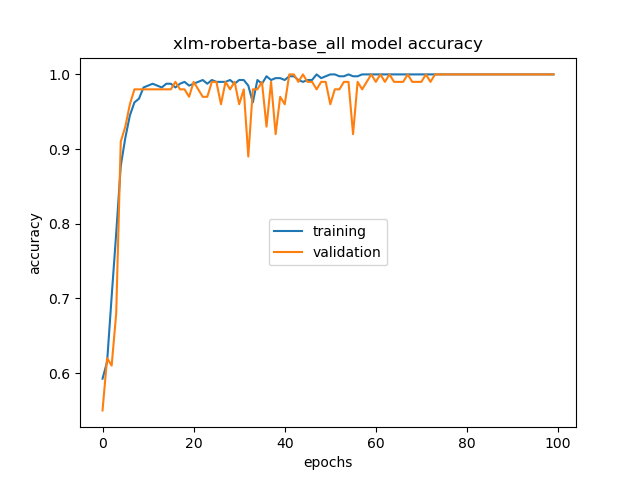 xlm-roberta-base_all model accuracy
1.0
0.9
0.8
0.7
0.6
accuracy
training
validation
0 20 40 60 80 100
epochs